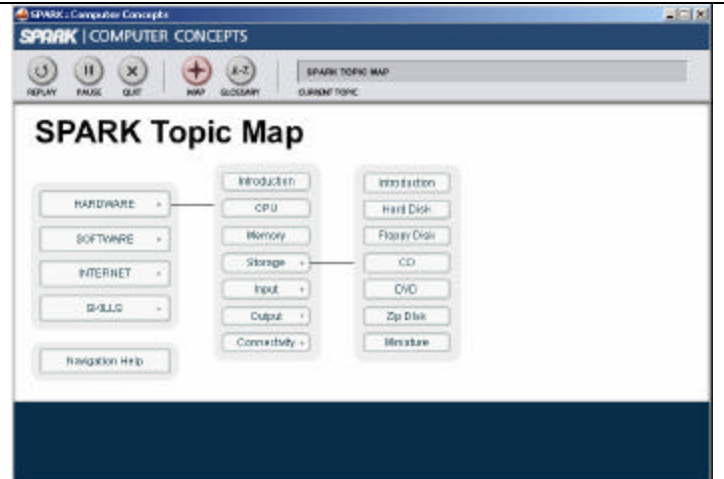 SPARK : Computer Concepts
SPARK | COMPUTER CONCEPTS
REPLAY
PAUSE
QUIT
MAP
A-Z
GLOSSARY
SPARK TOPIC MAP
CURRENT TOPIC
SPARK Topic Map
HARDWARE
SOFTWARE
INTERNET
SKILLS
Navigation Help
Introduction
CPU
Memory
Storage
Input
Output
Connectivity
Introduction
Hard Disk
Floppy Disk
CD
DVD
Zip Disk
Miniature